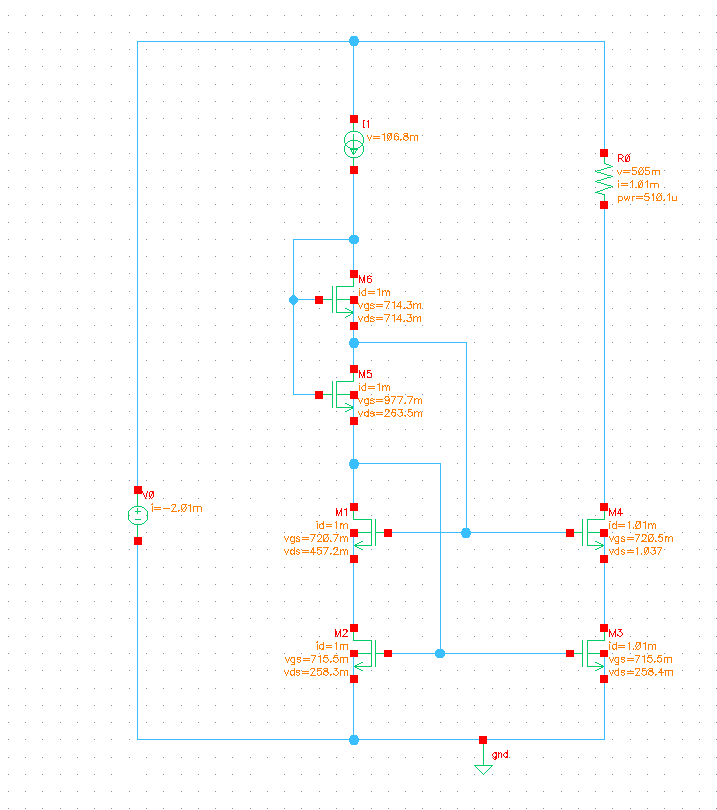 I1
v=106.8m
R0
v=505m
i=1.01m
pwr=510.1u
M6
id=1m
vgs=714.3m
vds=714.3m
M5
id=1m
vgs=977.7m
vds=263.5m
V0
i=-2.01m
M1
id=1m
vgs=720.7m
vds=457.2m
M4
id=1.01m
vgs=720.5m
vds=1.037
M2
id=1m
vgs=715.5m
vds=258.3m
M3
id=1.01m
vgs=715.5m
vds=258.4m
gnd